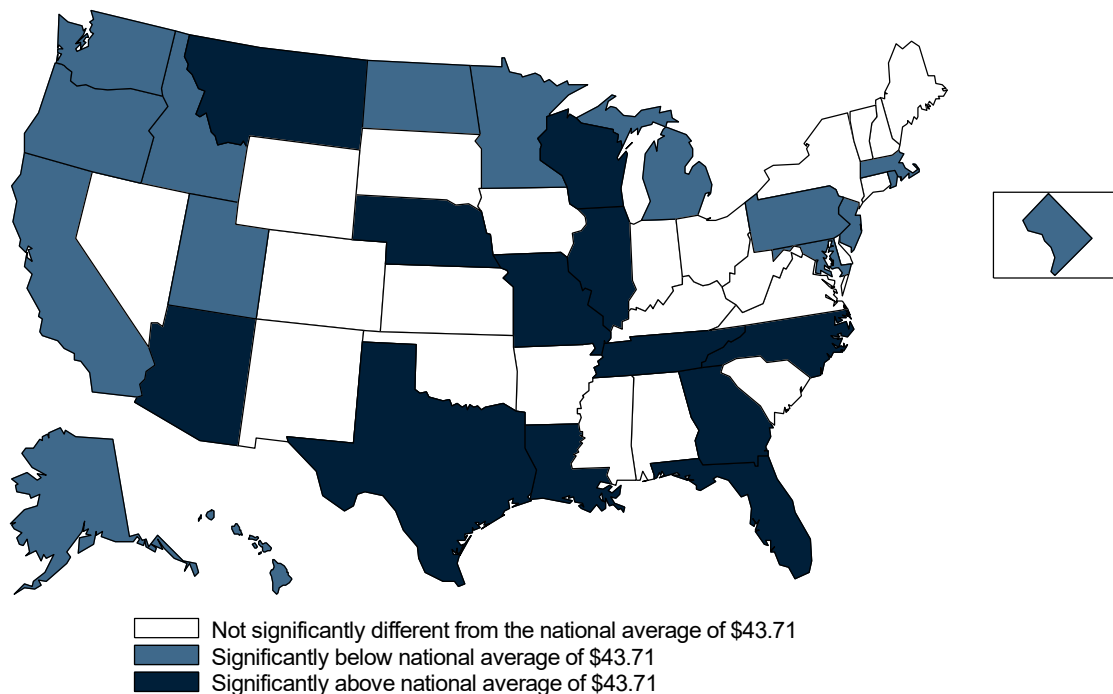 Not significantly different from the national average of $43.71
Significantly below national average of $43.71
Significantly above national average of $43.71